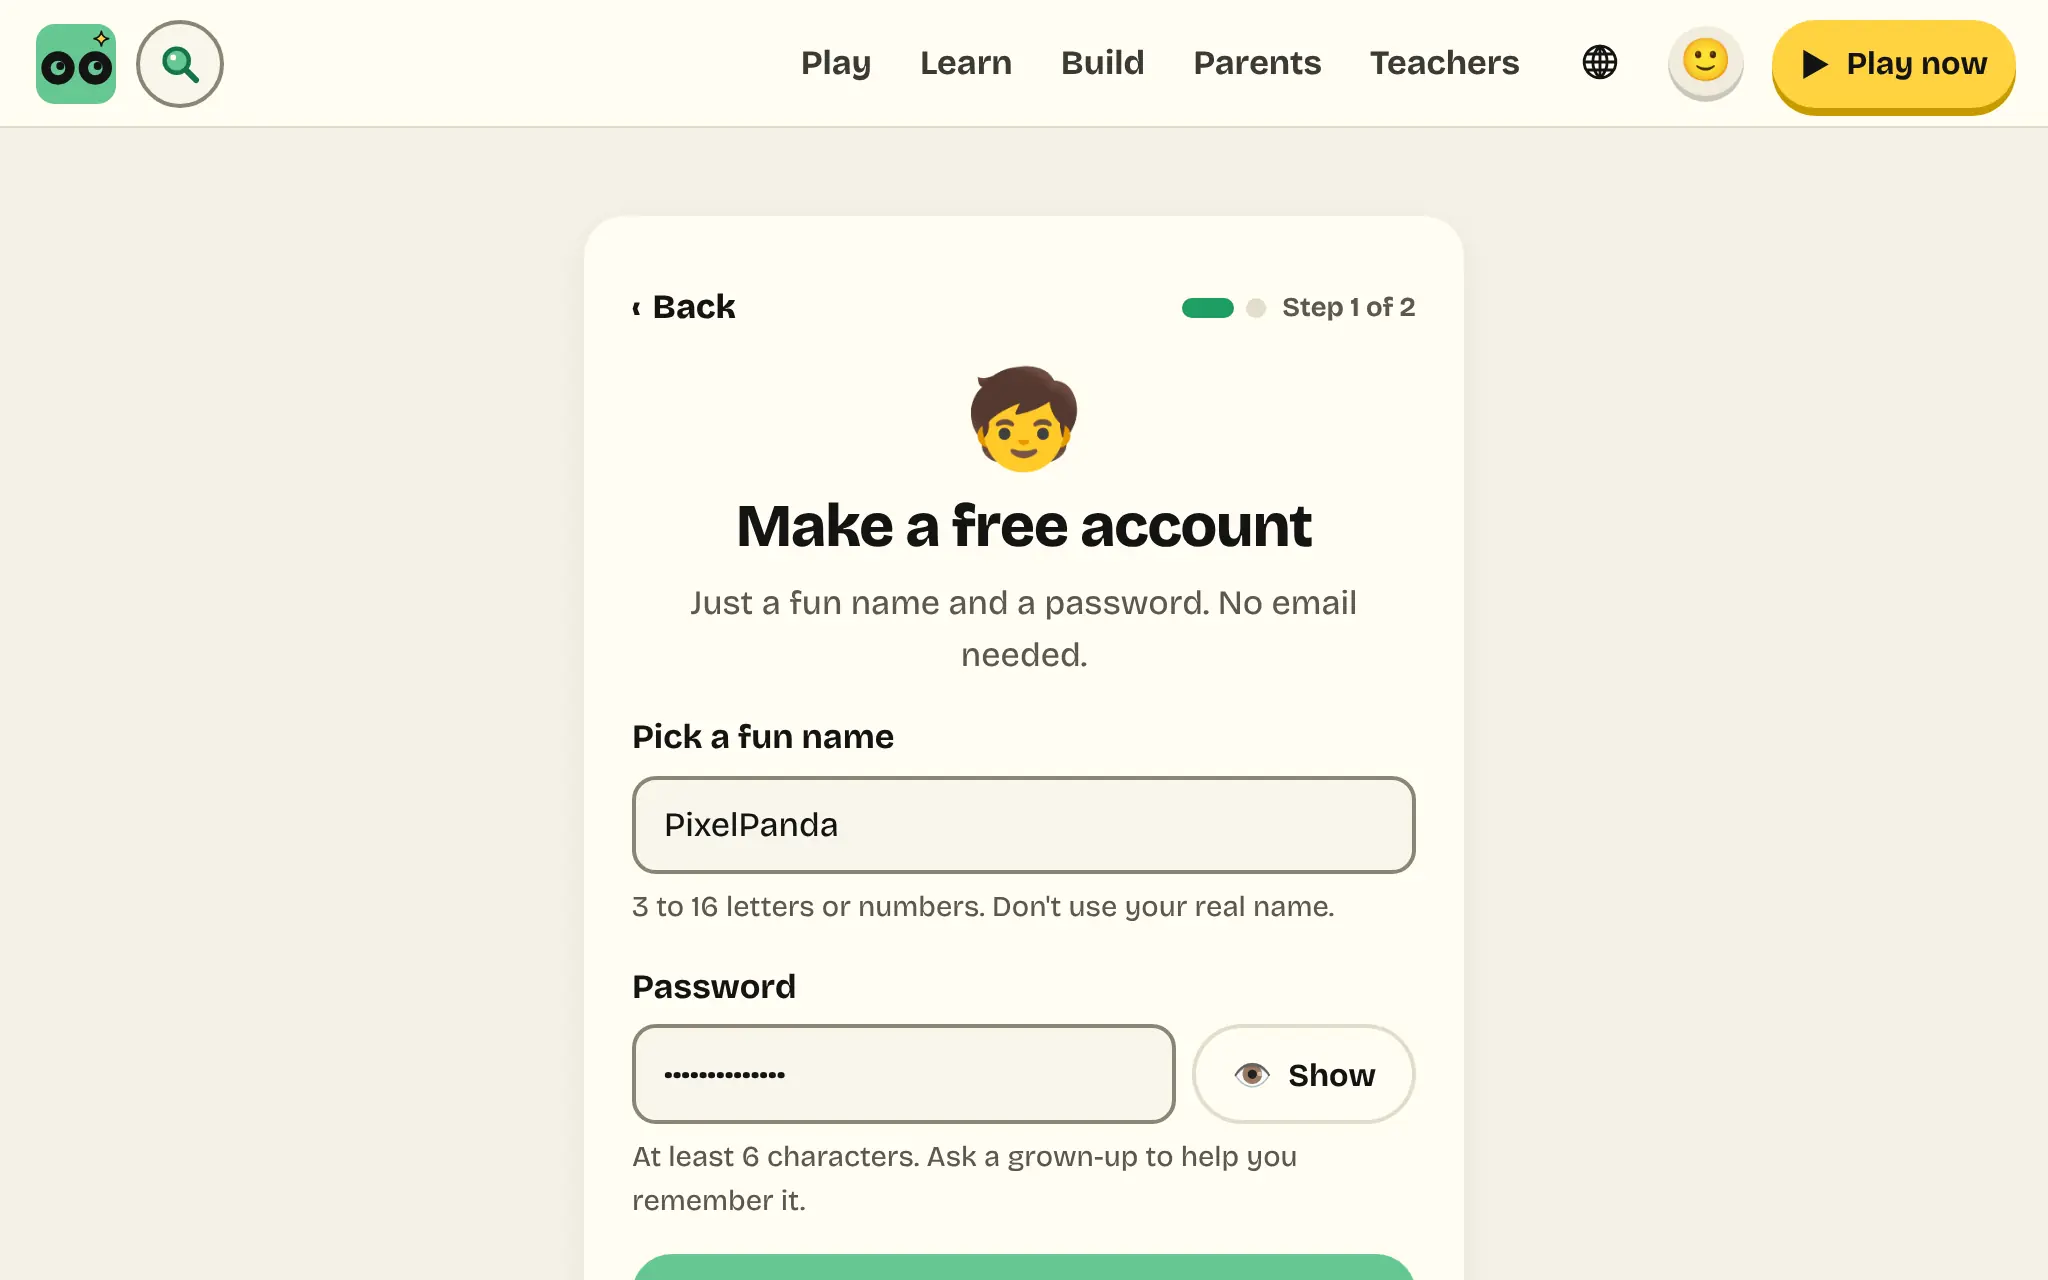 Play Learn Build Parents Teachers Play now
‹ Back
Step 1 of 2
Make a free account
Just a fun name and a password. No email
needed.
Pick a fun name
PixelPanda
3 to 16 letters or numbers. Don't use your real name.
Password
••••••••••••••
Show
At least 6 characters. Ask a grown-up to help you
remember it.